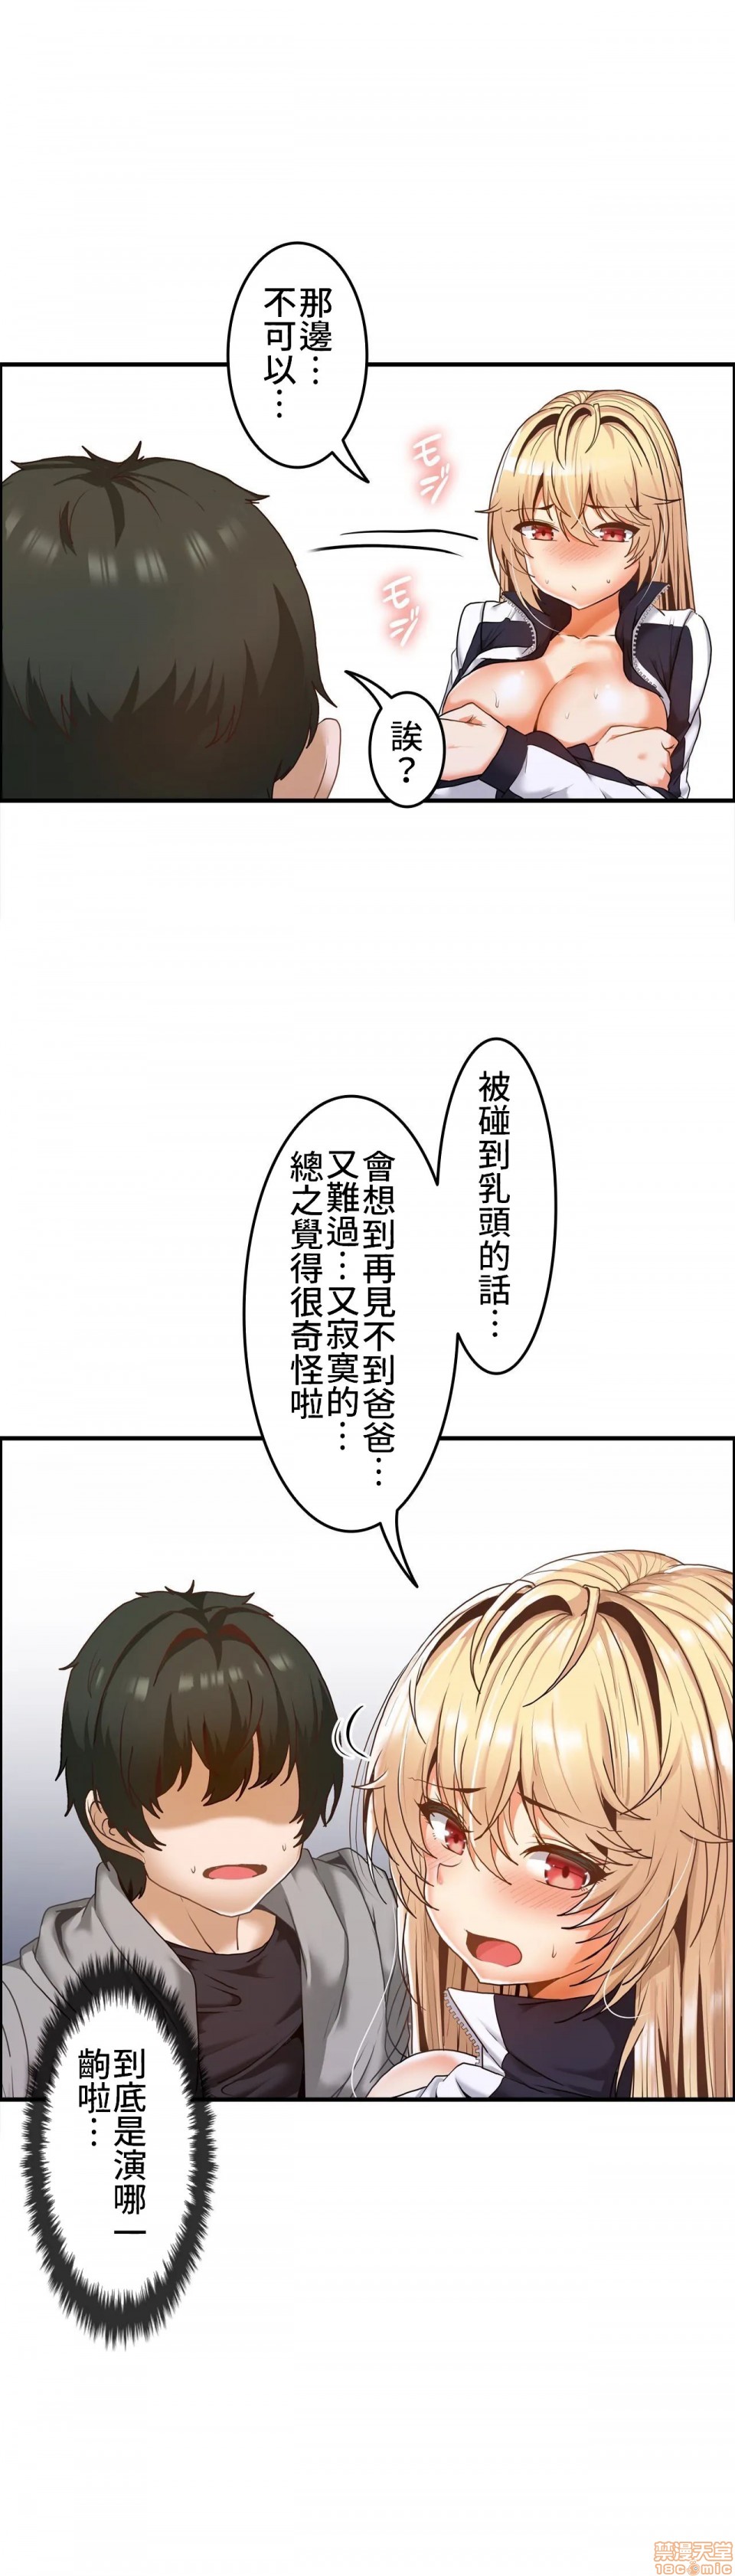 那邊…
不可以…
モジ
モジ
誒？
被碰到乳頭的話…
會想到再見不到爸爸…
又難過…又寂寞的…
總之覺得很奇怪啦
到底是演哪一
齣啦…
禁漫天堂
18comic